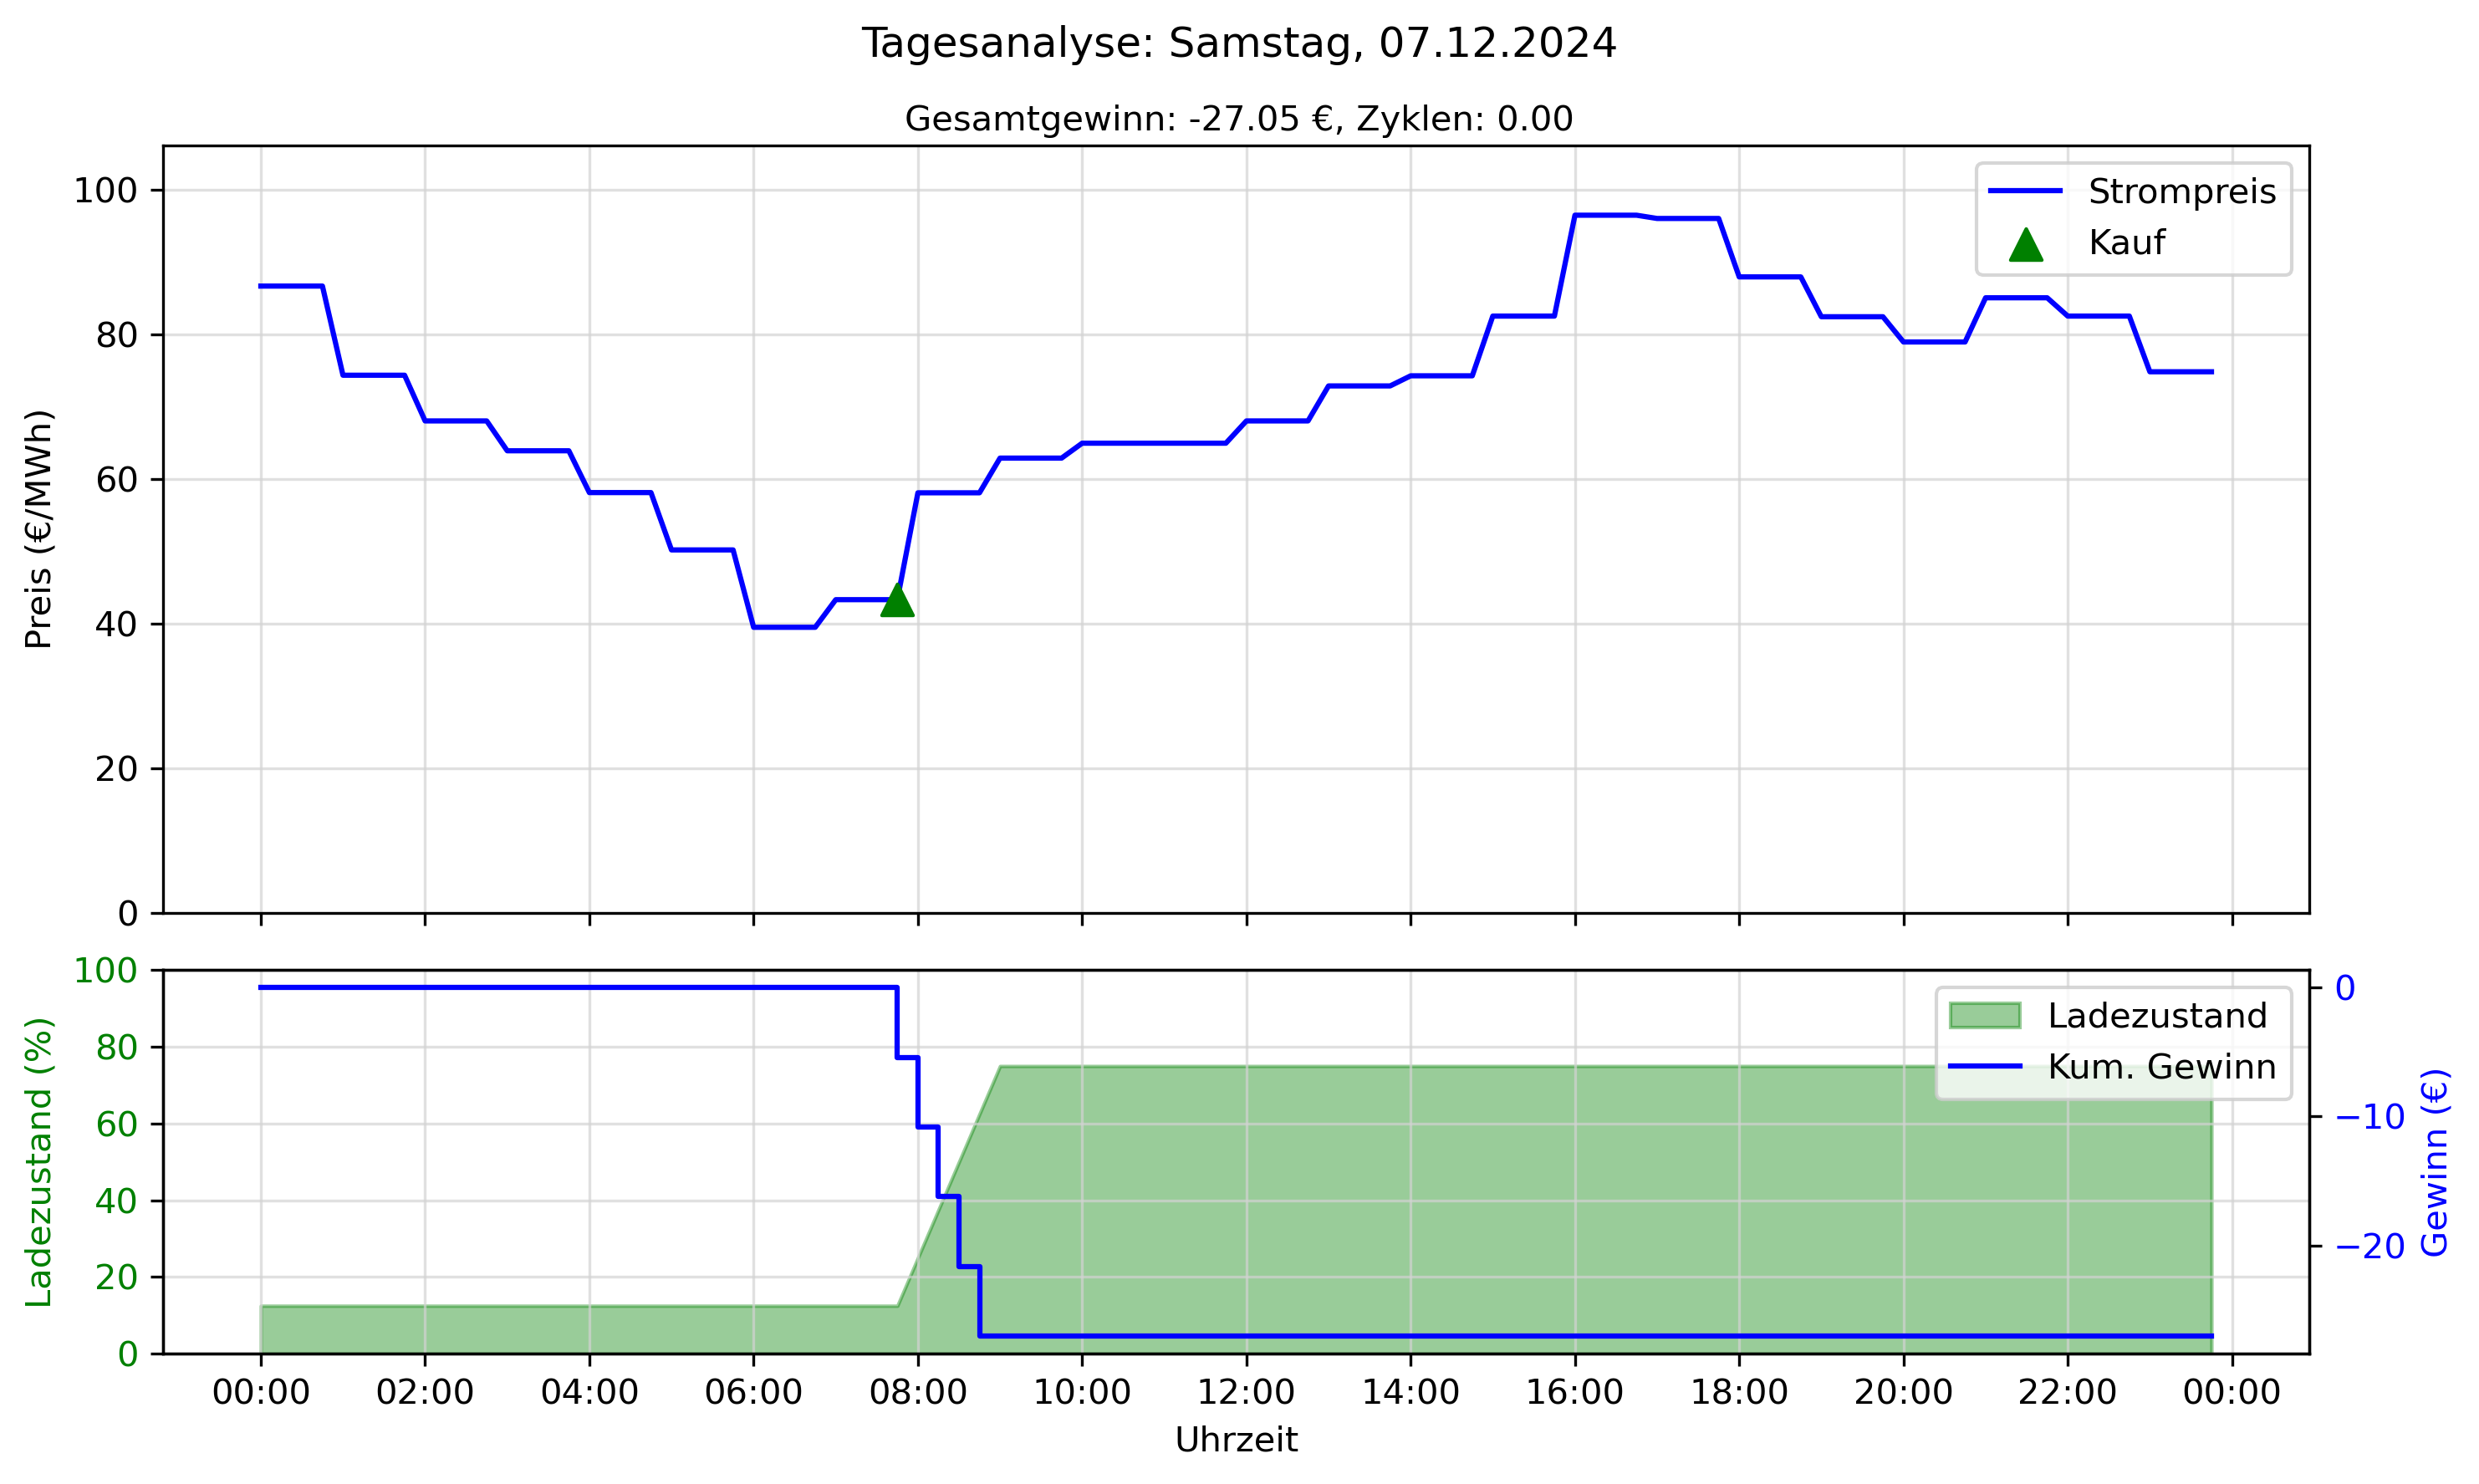 Tagesanalyse: Samstag, 07.12.2024
Gesamtgewinn: -27.05 €, Zyklen: 0.00
Preis (€/MWh)
100
80
60
40
20
0
Strompreis
Kauf
Ladezustand (%)
100
80
60
40
20
0
Ladezustand
Kum. Gewinn
0
−10
−20
Gewinn (€)
00:00 02:00 04:00 06:00 08:00 10:00 12:00 14:00 16:00 18:00 20:00 22:00 00:00
Uhrzeit